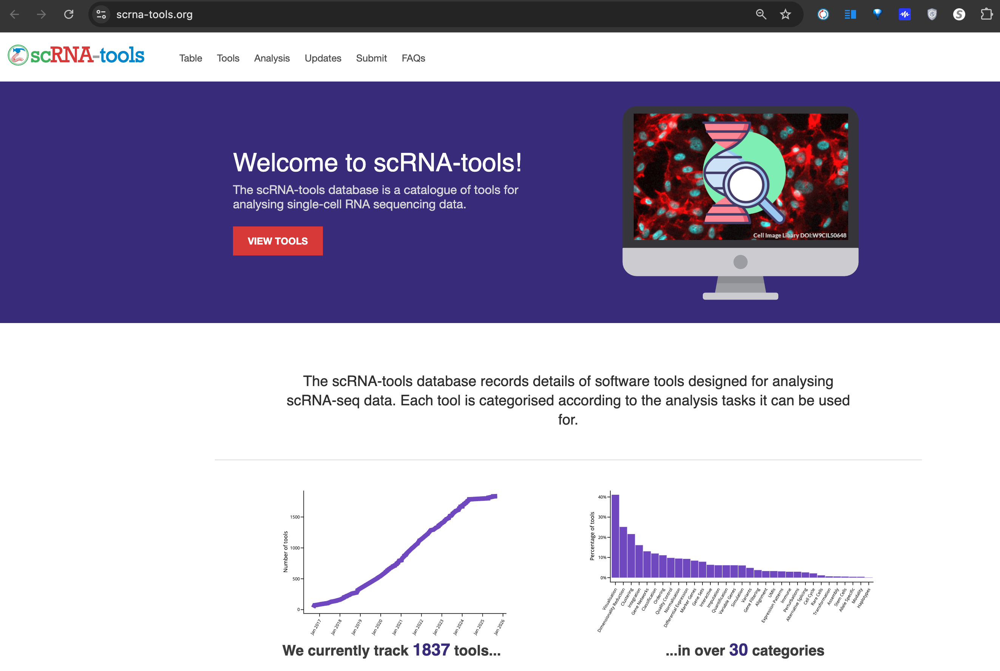 scrna-tools.org
scRNA-tools
Table Tools Analysis Updates Submit FAQs
Welcome to scRNA-tools!
The scRNA-tools database is a catalogue of tools for
analysing single-cell RNA sequencing data.
VIEW TOOLS
Cell Image Libary DOI:W9CIL50648
The scRNA-tools database records details of software tools designed for analysing
scRNA-seq data. Each tool is categorised according to the analysis tasks it can be used
for.
Number of tools
1500
1000
500
0
Jan 2017
Jan 2018
Jan 2019
Jan 2020
Jan 2021
Jan 2022
Jan 2023
Jan 2024
Jan 2025
Jan 2026
We currently track 1837 tools...
Percentage of tools
40%
30%
20%
10%
0%
Visualisation
Dimensionality Reduction
Clustering
Integration
Gene Networks
Classification
Ordering
Quality Control
Normalisation
Differential Expression
Marker Genes
Gene Sets
Interactive
Imputation
Quantification
Variable Genes
Simulation
Variants
Gene Filtering
Alignment
UMIs
Expression Patterns
Immune
Perturbations
Alternative Splicing
Cell Cycle
Rare Cells
Transformation
Assembly
Stem Cells
Allele Specific
Modality
Haplotypes
...in over 30 categories